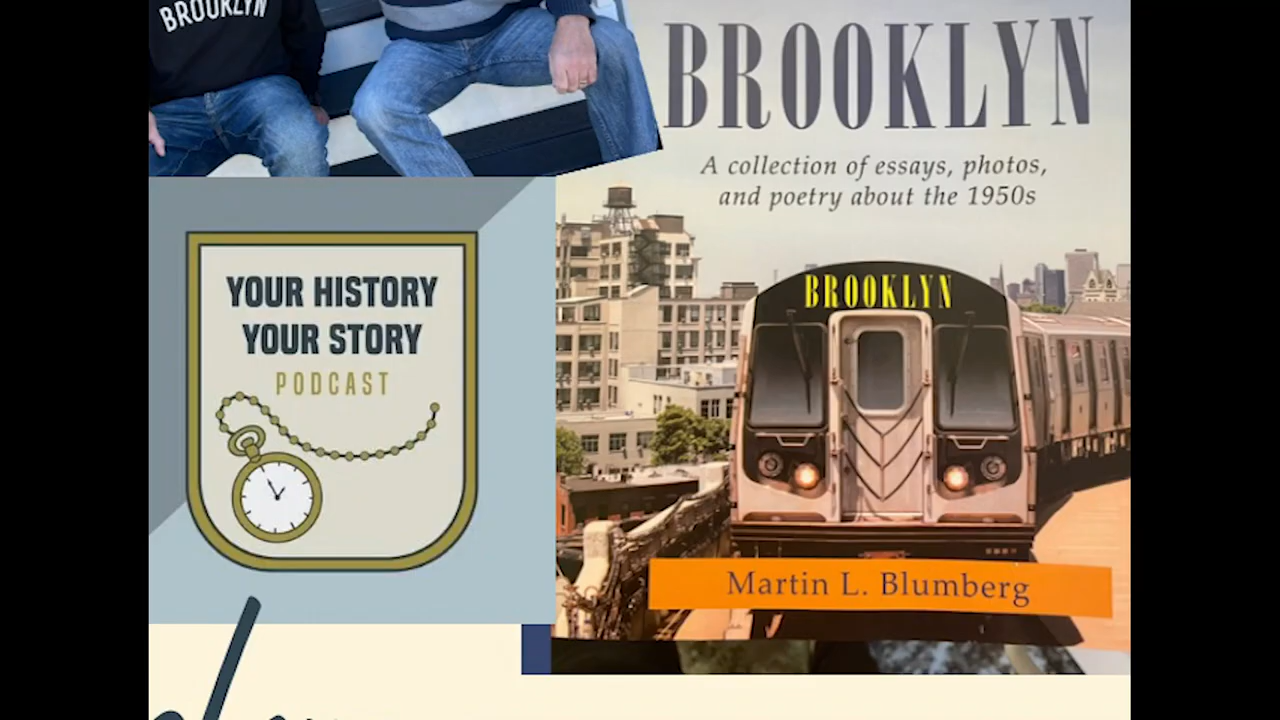 BROOKLYN
BROOKLYN
A collection of essays, photos,
and poetry about the 1950s
YOUR HISTORY
YOUR STORY
PODCAST
BROOKLYN
Martin L. Blumberg